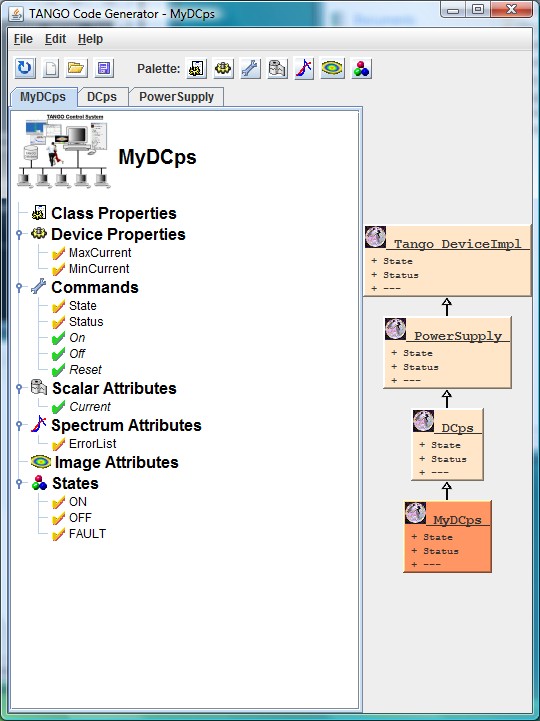 TANGO Code Generator - MyDCps
File Edit Help
Palette:
MyDCps DCps PowerSupply
TANGO Control System
MyDCps
Class Properties
Device Properties
MaxCurrent
MinCurrent
Commands
State
Status
On
Off
Reset
Scalar Attributes
Current
Spectrum Attributes
ErrorList
Image Attributes
States
ON
OFF
FAULT
Tango_DeviceImpl
+ State
+ Status
+ ---
PowerSupply
+ State
+ Status
+ ---
DCps
+ State
+ Status
+ ---
MyDCps
+ State
+ Status
+ ---